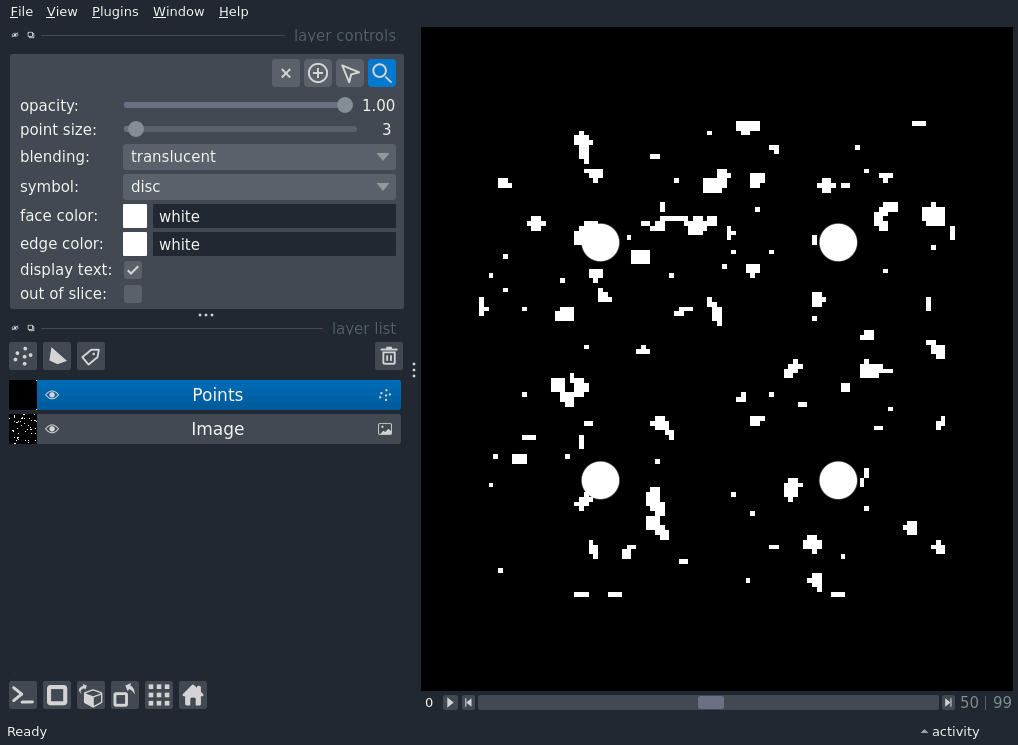 File View Plugins Window Help
layer controls
opacity: 1.00
point size: 3
blending: translucent
symbol: disc
face color: white
edge color: white
display text:
out of slice:
layer list
Points
Image
0 50 | 99
Ready activity